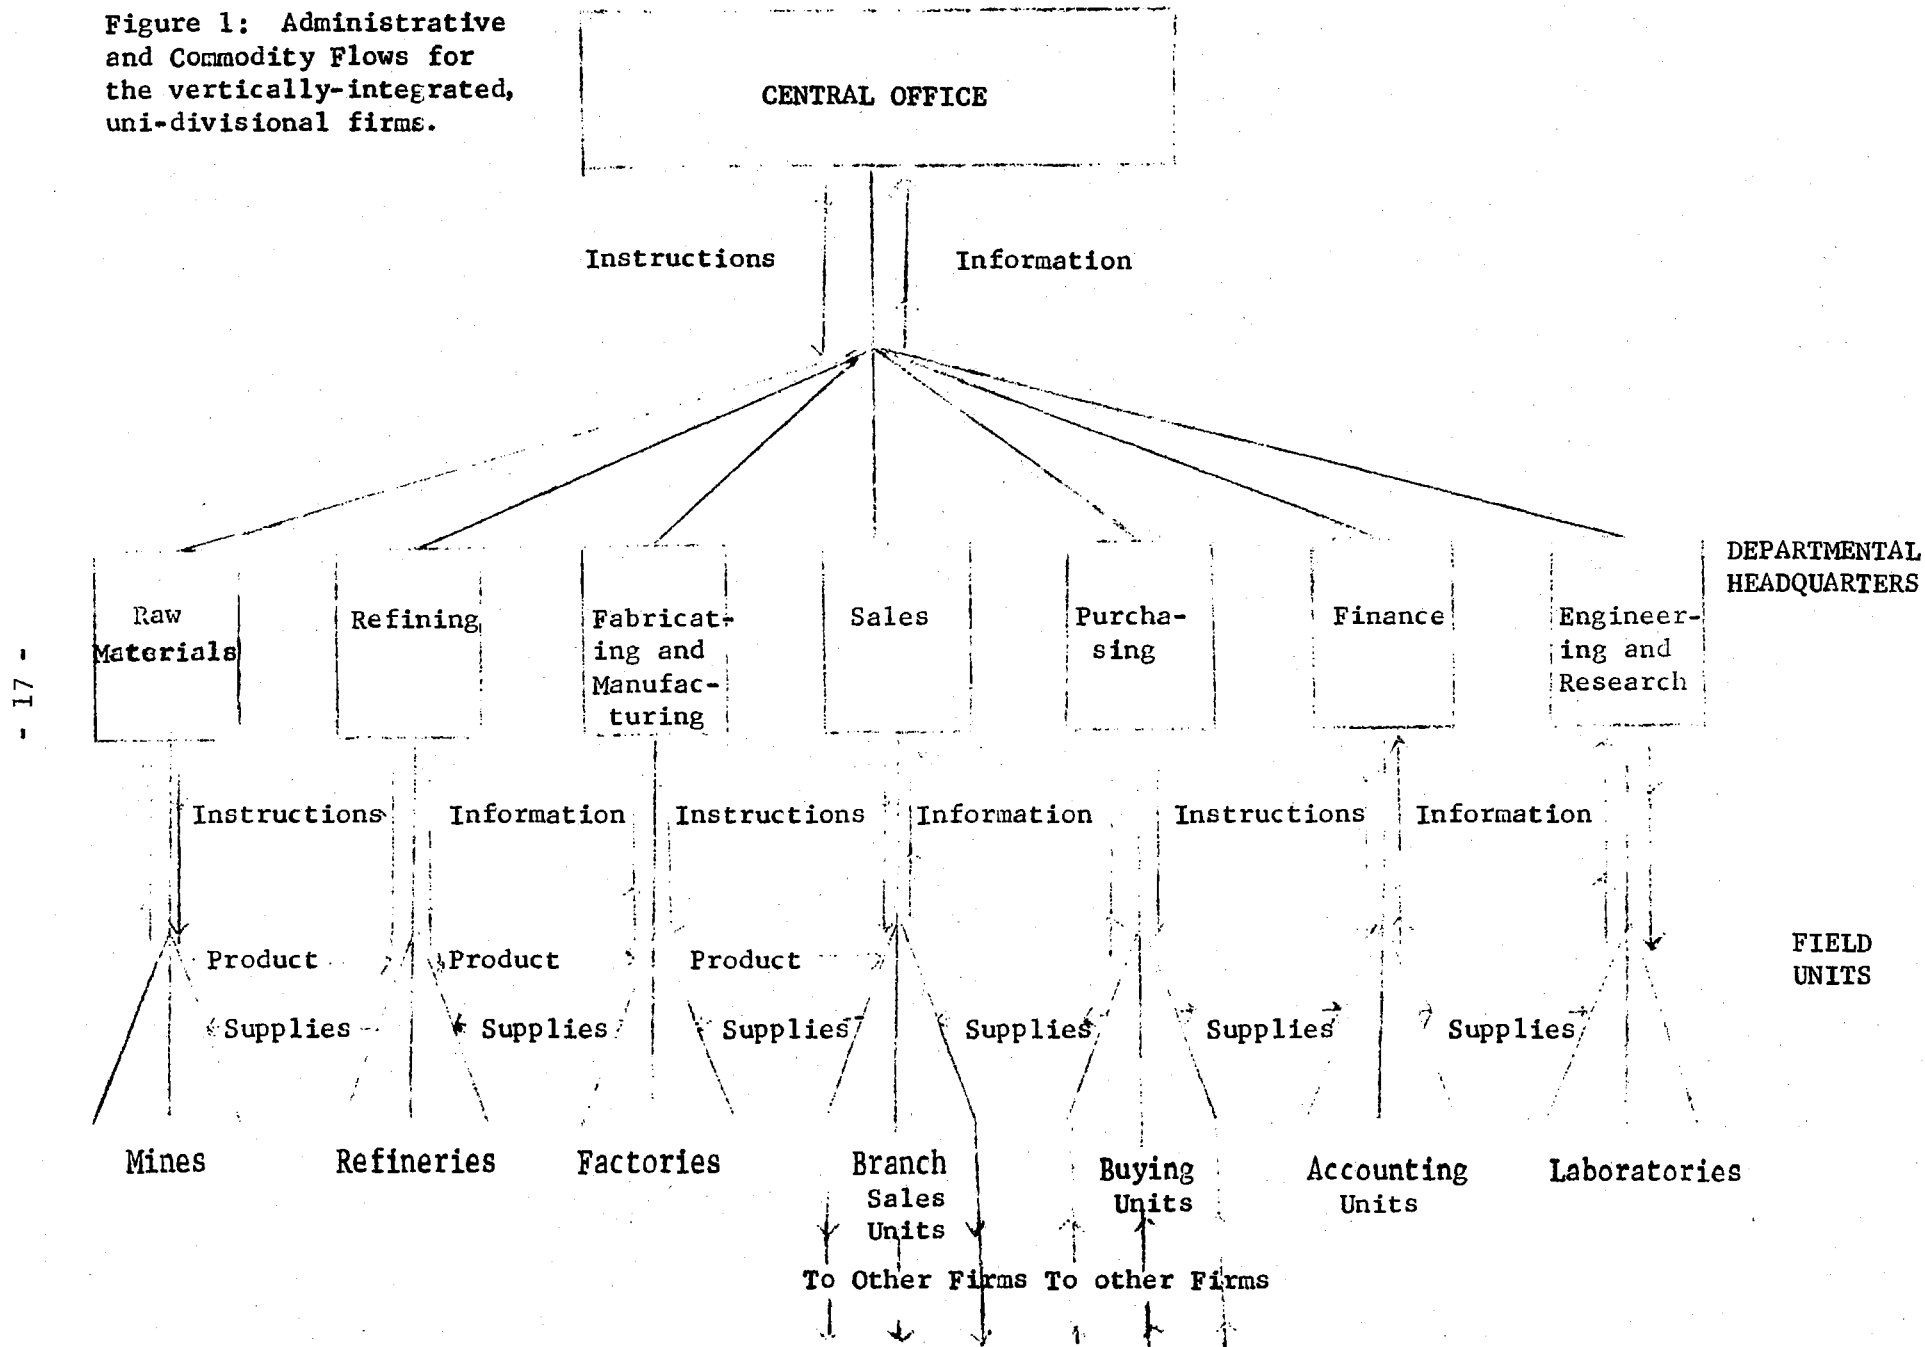 Figure 1: Administrative
and Commodity Flows for
the vertically-integrated,
uni-divisional firms.
CENTRAL OFFICE
Instructions
Information
DEPARTMENTAL
HEADQUARTERS
Raw
Materials
Refining
Fabricat-
ing and
Manufac-
turing
Sales
Purcha-
sing
Finance
Engineer-
ing and
Research
- 17 -
Instructions
Information
Instructions
Information
Instructions
Information
FIELD
UNITS
Product
Product
Product
Supplies
Supplies
Supplies
Supplies
Supplies
Supplies
Mines
Refineries
Factories
Branch
Sales
Units
Buying
Units
Accounting
Units
Laboratories
To Other Firms
To other Firms